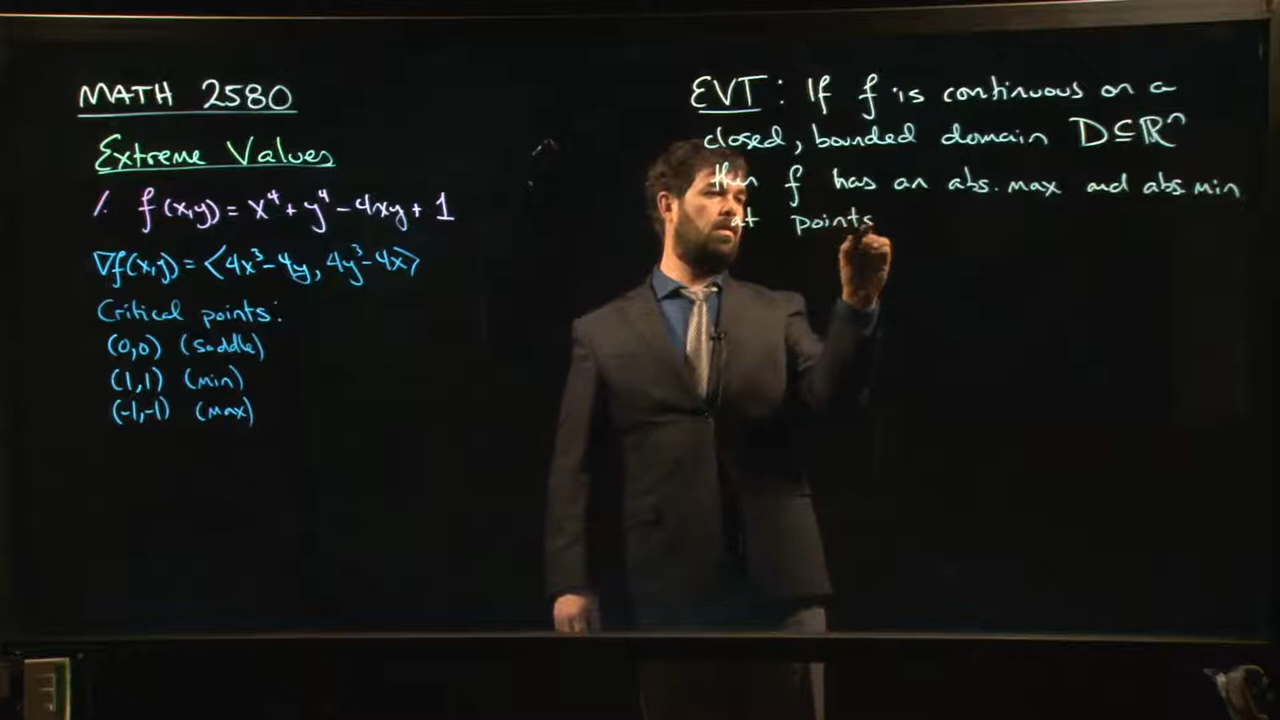 MATH 2580
Extreme Values
1. f(x,y) = x⁴ + y⁴ - 4xy + 1
∇f(x,y) = ⟨4x³-4y, 4y³-4x⟩
Critical points:
(0,0) (saddle)
(1,1) (min)
(-1,-1) (max)
EVT: If f is continuous on a
closed, bounded domain D⊆ℝⁿ
then f has an abs. max and abs. min
at points